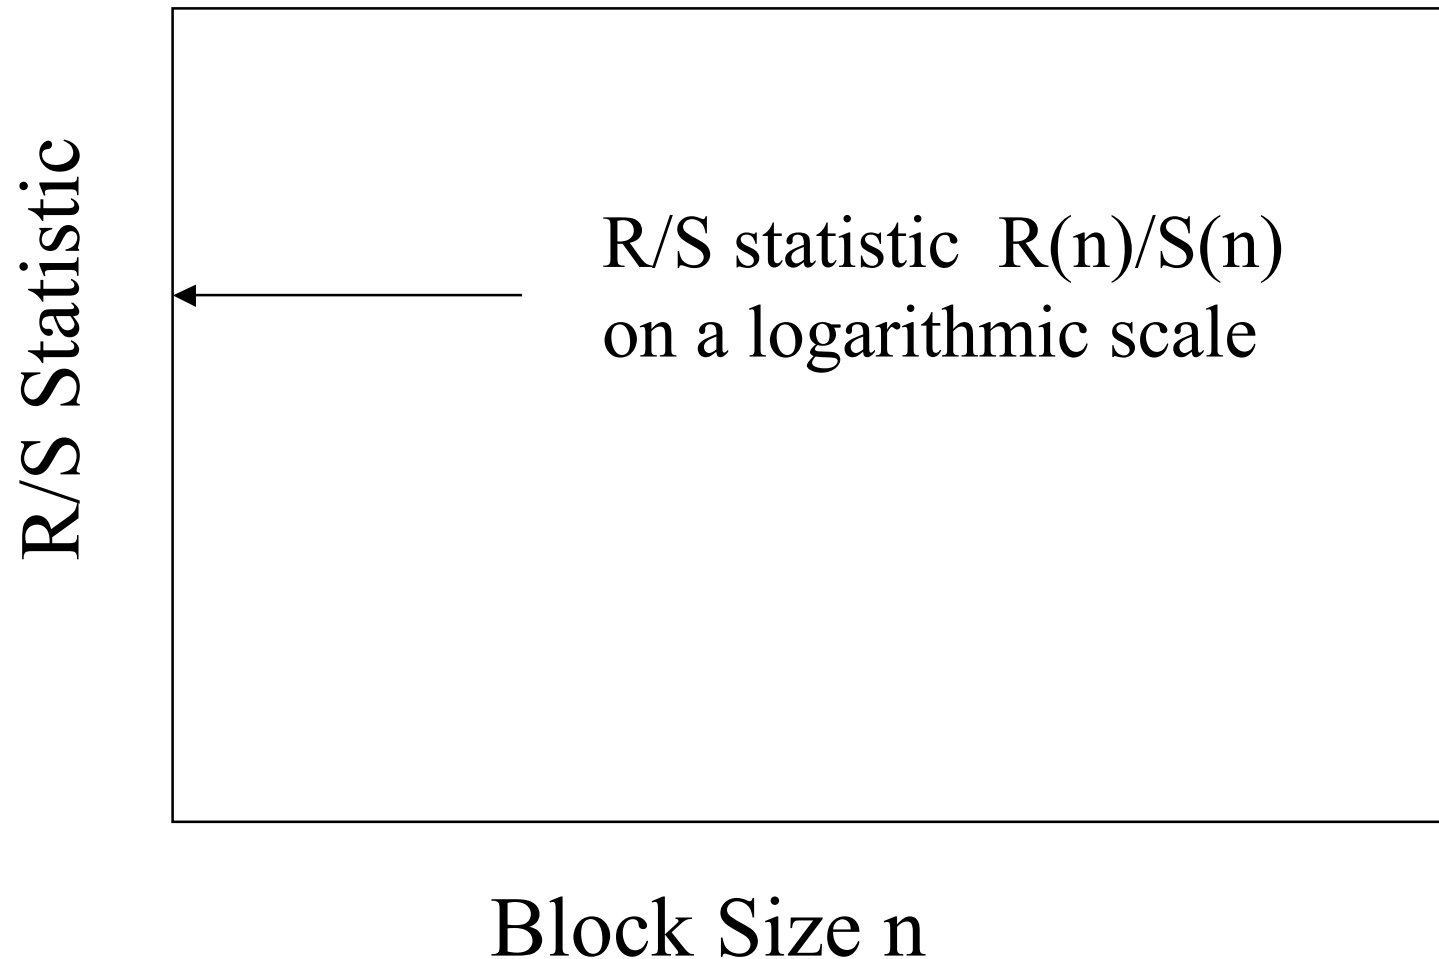 R/S Statistic
R/S statistic R(n)/S(n)
on a logarithmic scale
Block Size n